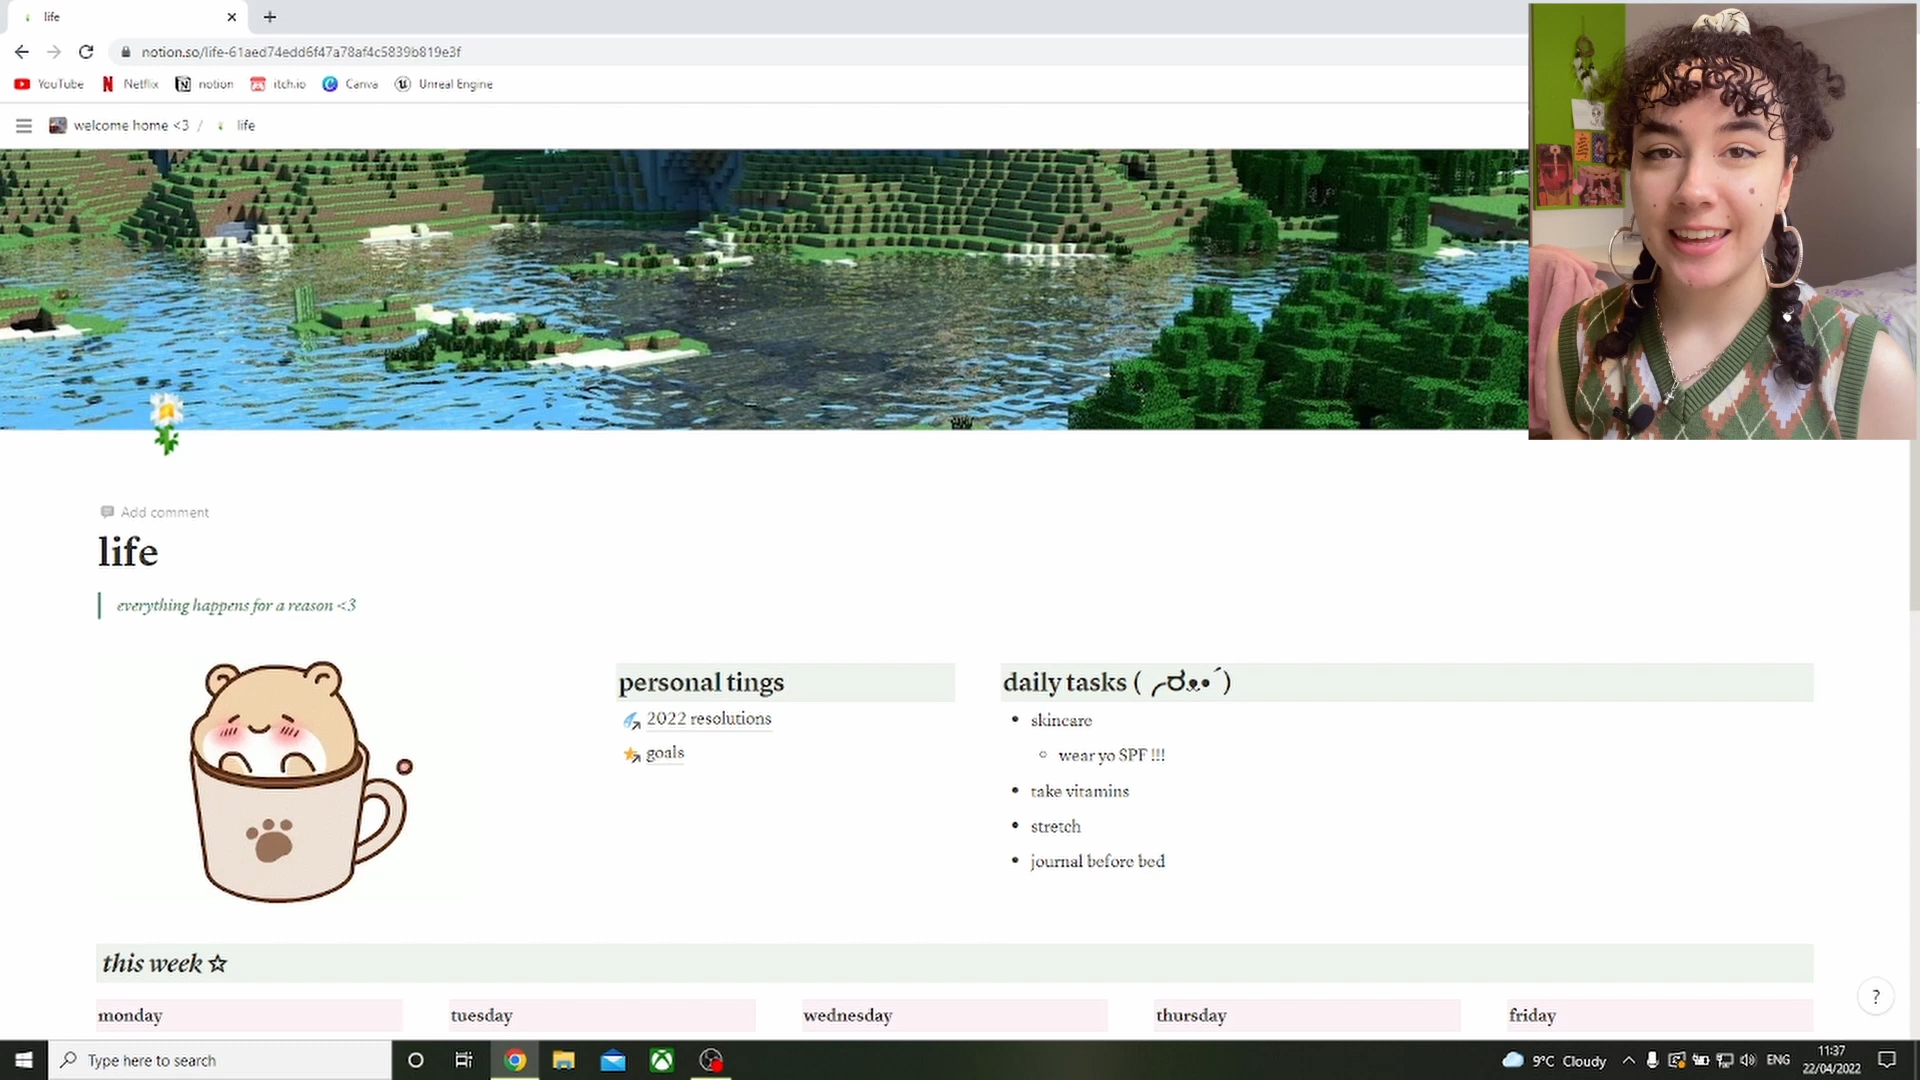 life
notion.so/life-61aed74edd6f47a78af4c5839b819e3f
YouTube Netflix notion itch.io Canva Unreal Engine
welcome home <3 / life
Add comment
life
everything happens for a reason <3
personal tings
2022 resolutions
goals
daily tasks ( ╭ಠᴥ•́ )
skincare
wear yo SPF !!!
take vitamins
stretch
journal before bed
this week ☆
monday tuesday wednesday thursday friday
?
Type here to search
9°C Cloudy
ENG
11:37
22/04/2022